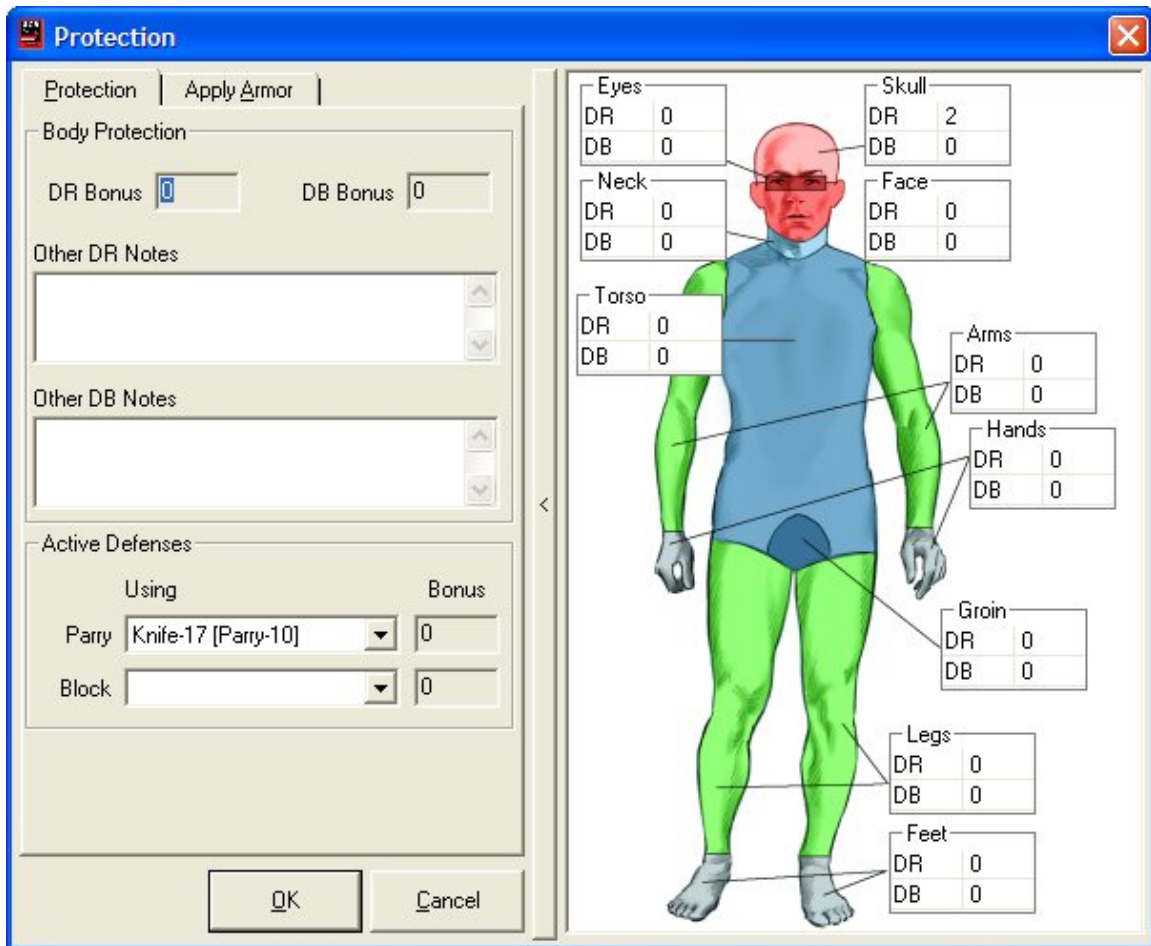 Protection
Protection
Apply Armor
Body Protection
DR Bonus 0
DB Bonus 0
Other DR Notes
Other DB Notes
Active Defenses
Using Bonus
Parry Knife-17 [Parry-10] 0
Block 0
OK
Cancel
<
Eyes
DR 0
DB 0
Skull
DR 2
DB 0
Neck
DR 0
DB 0
Face
DR 0
DB 0
Torso
DR 0
DB 0
Arms
DR 0
DB 0
Hands
DR 0
DB 0
Groin
DR 0
DB 0
Legs
DR 0
DB 0
Feet
DR 0
DB 0